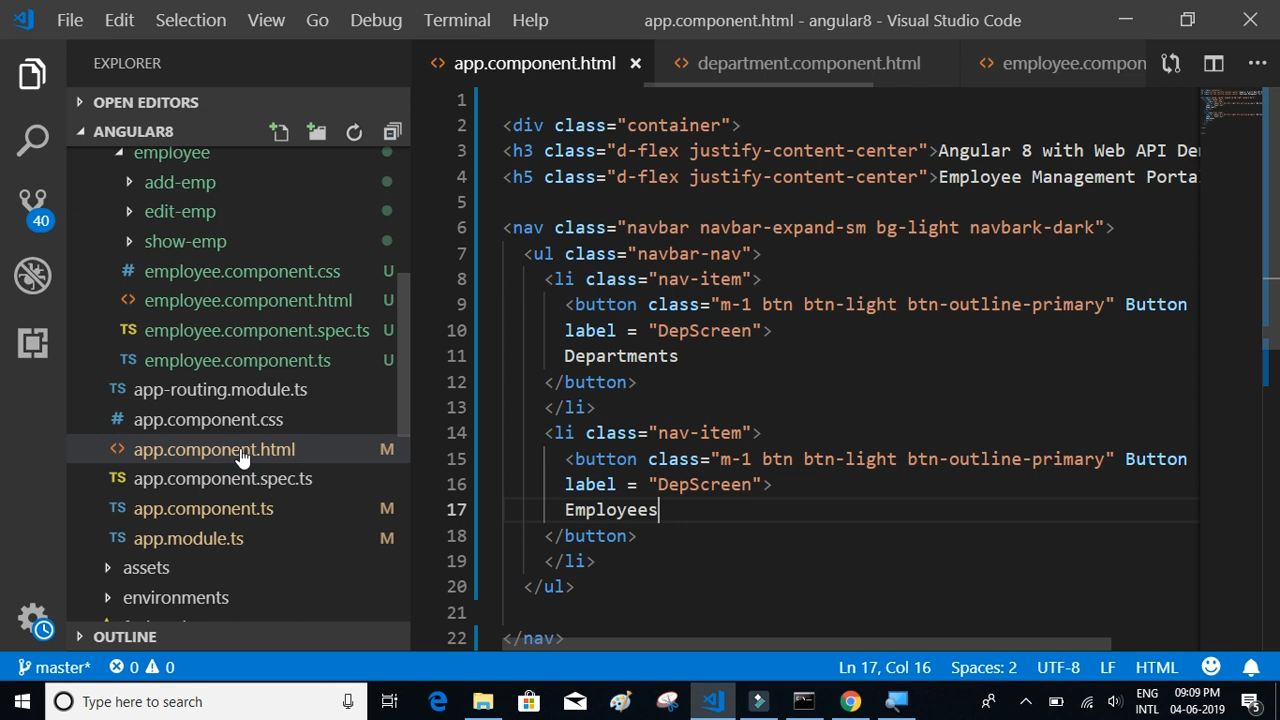 File Edit Selection View Go Debug Terminal Help app.component.html - angular8 - Visual Studio Code
EXPLORER
OPEN EDITORS
ANGULAR8
employee
add-emp
edit-emp
show-emp
employee.component.css U
employee.component.html U
employee.component.spec.ts U
TS employee.component.ts U
TS app-routing.module.ts
# app.component.css
<> app.component.html M
TS app.component.spec.ts
TS app.component.ts M
TS app.module.ts M
assets
environments
OUTLINE
40
app.component.html department.component.html employee.compon
1
2 <div class="container">
3 <h3 class="d-flex justify-content-center">Angular 8 with Web API De
4 <h5 class="d-flex justify-content-center">Employee Management Porta
5
6 <nav class="navbar navbar-expand-sm bg-light navbark-dark">
7 <ul class="navbar-nav">
8 <li class="nav-item">
9 <button class="m-1 btn btn-light btn-outline-primary" Button
10 label = "DepScreen">
11 Departments
12 </button>
13 </li>
14 <li class="nav-item">
15 <button class="m-1 btn btn-light btn-outline-primary" Button
16 label = "DepScreen">
17 Employees
18 </button>
19 </li>
20 </ul>
21
22 </nav>
master* 0 0 Ln 17, Col 16 Spaces: 2 UTF-8 LF HTML
Type here to search
ENG
INTL
09:09 PM
04-06-2019
5